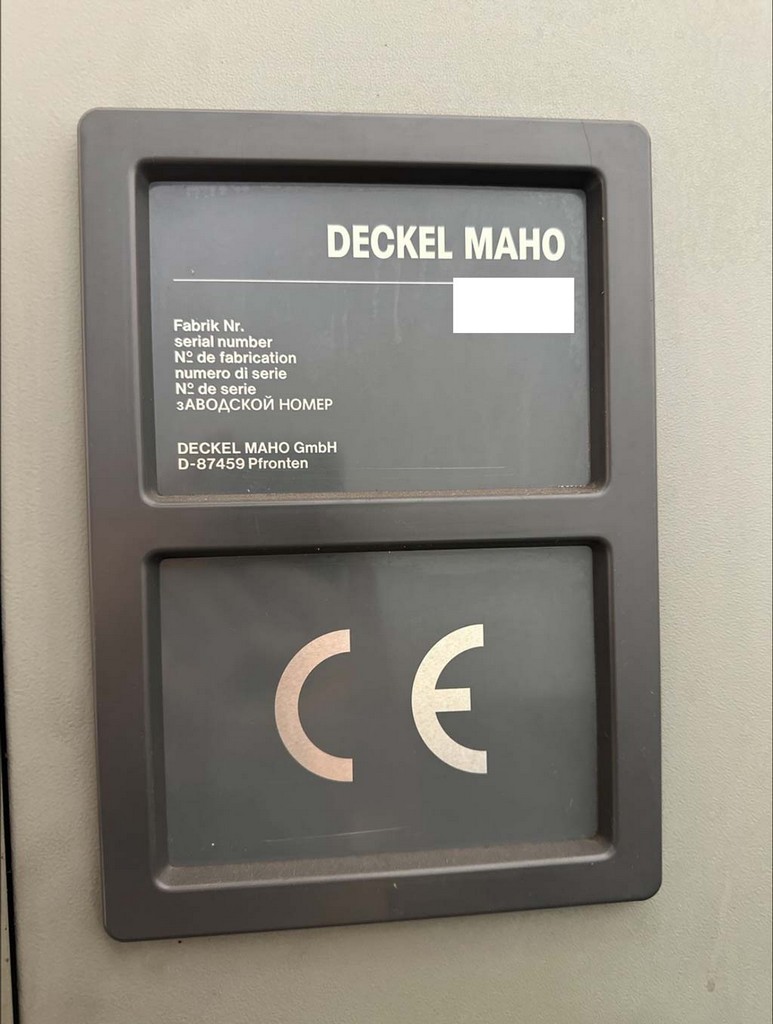 DECKEL MAHO
Fabrik Nr.
serial number
Nº de fabrication
numero di serie
Nº de serie
зАВОДСКОЙ НОМЕР
DECKEL MAHO GmbH
D-87459 Pfronten
CE